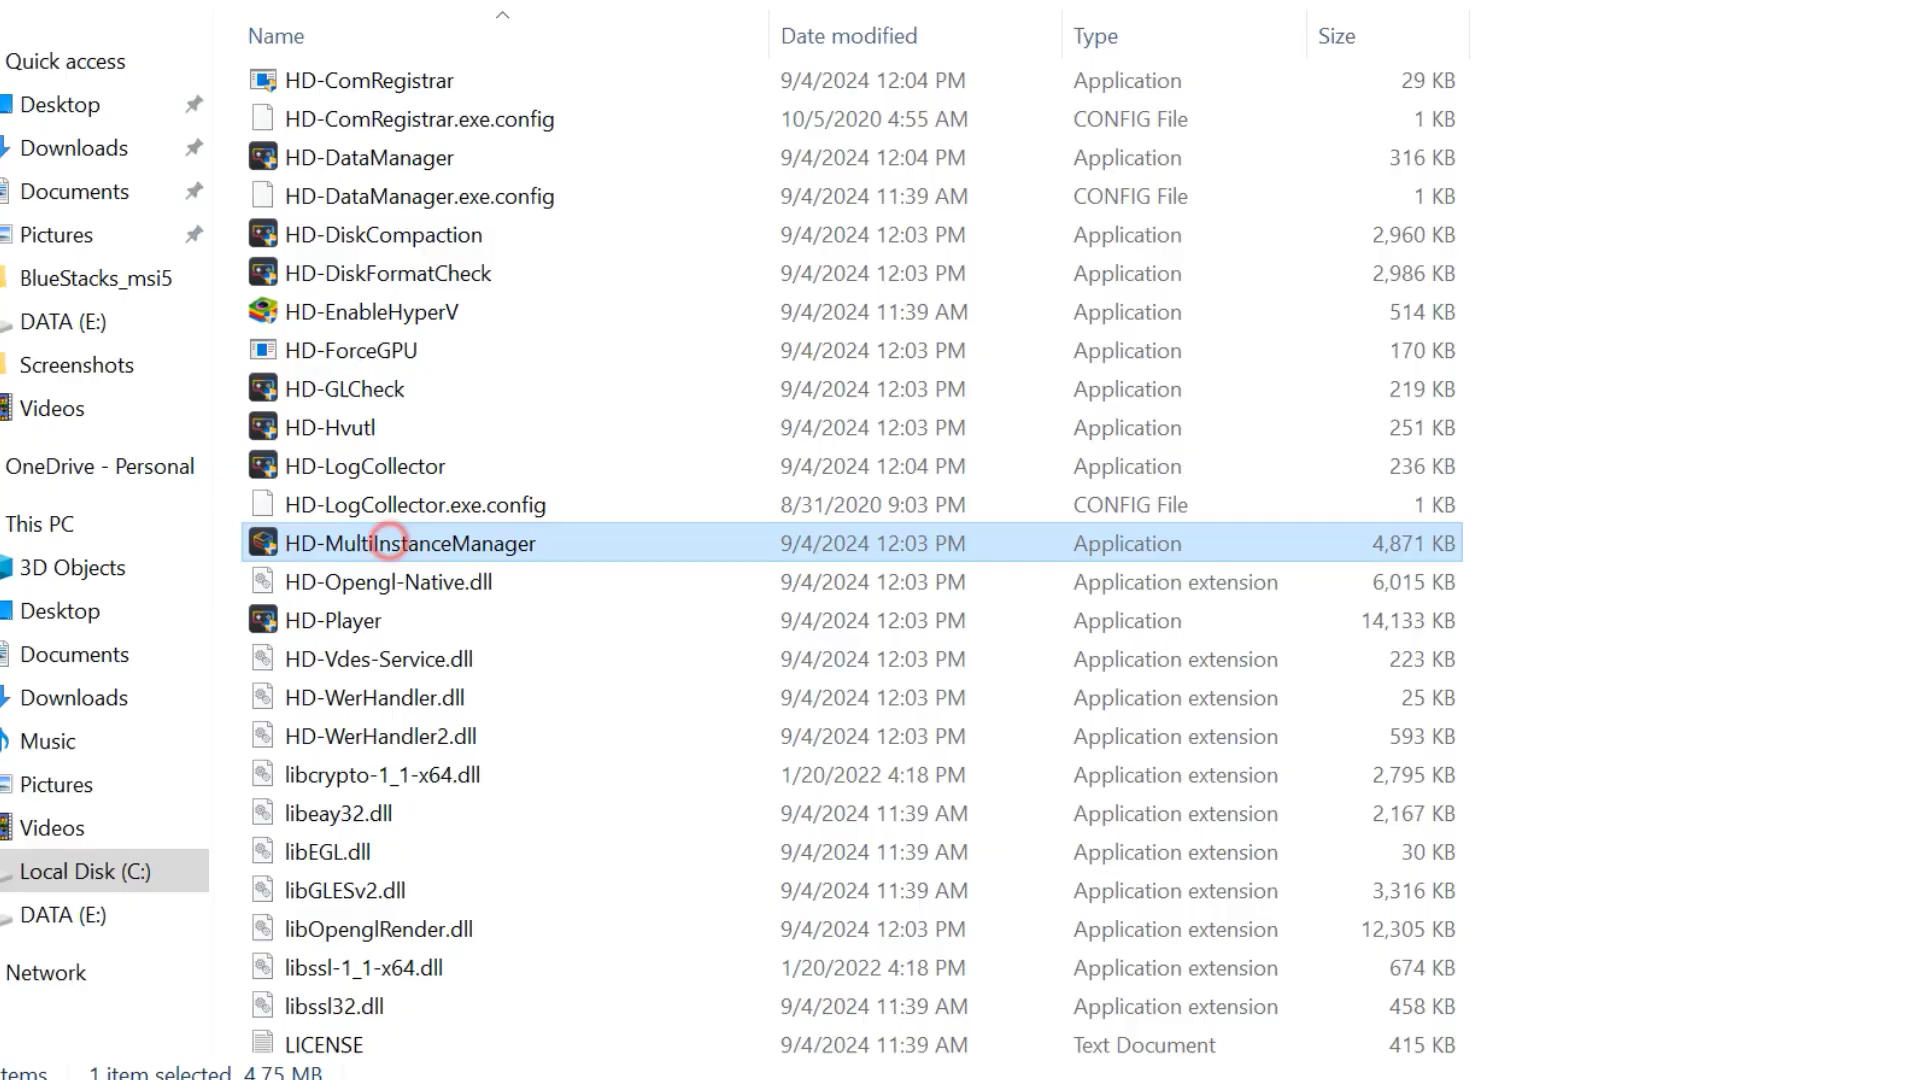 Quick access
Desktop
Downloads
Documents
Pictures
BlueStacks_msi5
DATA (E:)
Screenshots
Videos
OneDrive - Personal
This PC
3D Objects
Desktop
Documents
Downloads
Music
Pictures
Videos
Local Disk (C:)
DATA (E:)
Network
Name Date modified Type Size
HD-ComRegistrar 9/4/2024 12:04 PM Application 29 KB
HD-ComRegistrar.exe.config 10/5/2020 4:55 AM CONFIG File 1 KB
HD-DataManager 9/4/2024 12:04 PM Application 316 KB
HD-DataManager.exe.config 9/4/2024 11:39 AM CONFIG File 1 KB
HD-DiskCompaction 9/4/2024 12:03 PM Application 2,960 KB
HD-DiskFormatCheck 9/4/2024 12:03 PM Application 2,986 KB
HD-EnableHyperV 9/4/2024 11:39 AM Application 514 KB
HD-ForceGPU 9/4/2024 12:03 PM Application 170 KB
HD-GLCheck 9/4/2024 12:03 PM Application 219 KB
HD-Hvutl 9/4/2024 12:03 PM Application 251 KB
HD-LogCollector 9/4/2024 12:04 PM Application 236 KB
HD-LogCollector.exe.config 8/31/2020 9:03 PM CONFIG File 1 KB
HD-MultiInstanceManager 9/4/2024 12:03 PM Application 4,871 KB
HD-Opengl-Native.dll 9/4/2024 12:03 PM Application extension 6,015 KB
HD-Player 9/4/2024 12:03 PM Application 14,133 KB
HD-Vdes-Service.dll 9/4/2024 12:03 PM Application extension 223 KB
HD-WerHandler.dll 9/4/2024 12:03 PM Application extension 25 KB
HD-WerHandler2.dll 9/4/2024 12:03 PM Application extension 593 KB
libcrypto-1_1-x64.dll 1/20/2022 4:18 PM Application extension 2,795 KB
libeay32.dll 9/4/2024 11:39 AM Application extension 2,167 KB
libEGL.dll 9/4/2024 11:39 AM Application extension 30 KB
libGLESv2.dll 9/4/2024 11:39 AM Application extension 3,316 KB
libOpenglRender.dll 9/4/2024 12:03 PM Application extension 12,305 KB
libssl-1_1-x64.dll 1/20/2022 4:18 PM Application extension 674 KB
libssl32.dll 9/4/2024 11:39 AM Application extension 458 KB
LICENSE 9/4/2024 11:39 AM Text Document 415 KB
tems 1 item selected 4.75 MB